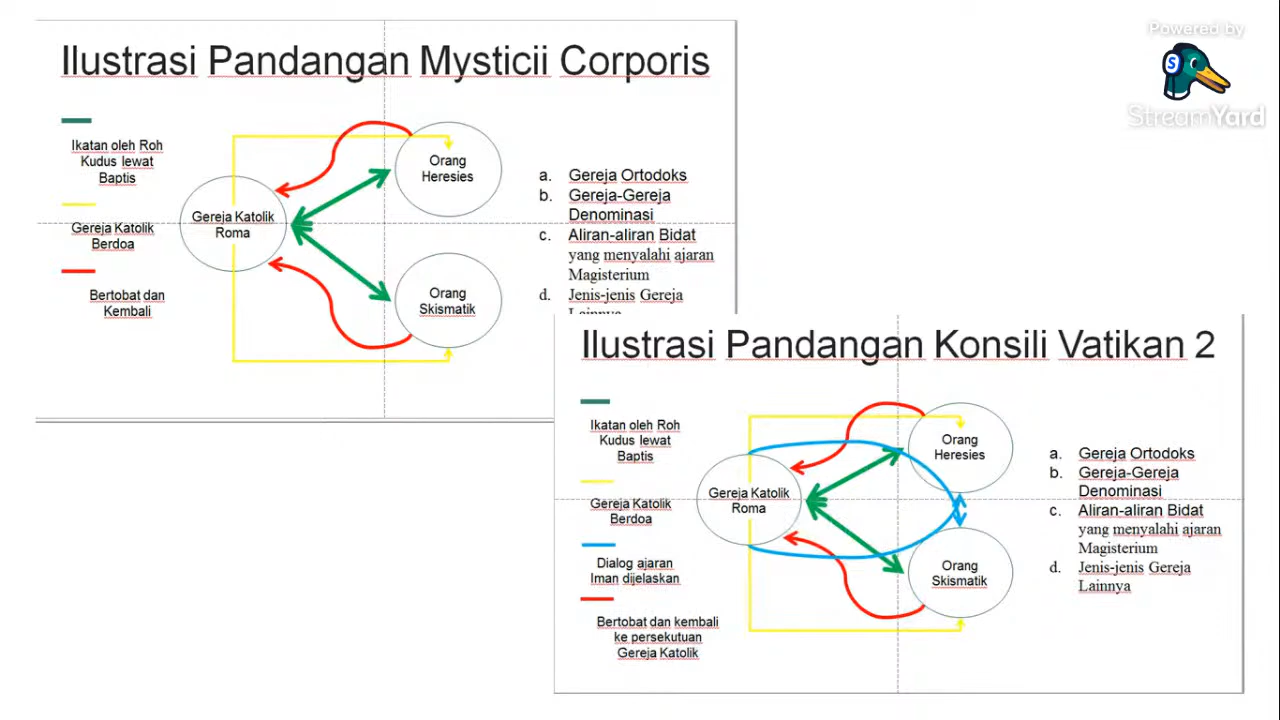 Powered by
StreamYard
Ilustrasi Pandangan Mysticii Corporis
Ikatan oleh Roh
Kudus lewat
Baptis
Gereja Katolik
Berdoa
Bertobat dan
Kembali
Gereja Katolik
Roma
Orang
Heresies
Orang
Skismatik
a. Gereja Ortodoks
b. Gereja-Gereja
Denominasi
c. Aliran-aliran Bidat
yang menyalahi ajaran
Magisterium
d. Jenis-jenis Gereja
Ilustrasi Pandangan Konsili Vatikan 2
Ikatan oleh Roh
Kudus lewat
Baptis
Gereja Katolik
Berdoa
Dialog ajaran
Iman dijelaskan
Bertobat dan kembali
ke persekutuan
Gereja Katolik
Gereja Katolik
Roma
Orang
Heresies
Orang
Skismatik
a. Gereja Ortodoks
b. Gereja-Gereja
Denominasi
c. Aliran-aliran Bidat
yang menyalahi ajaran
Magisterium
d. Jenis-jenis Gereja
Lainnya